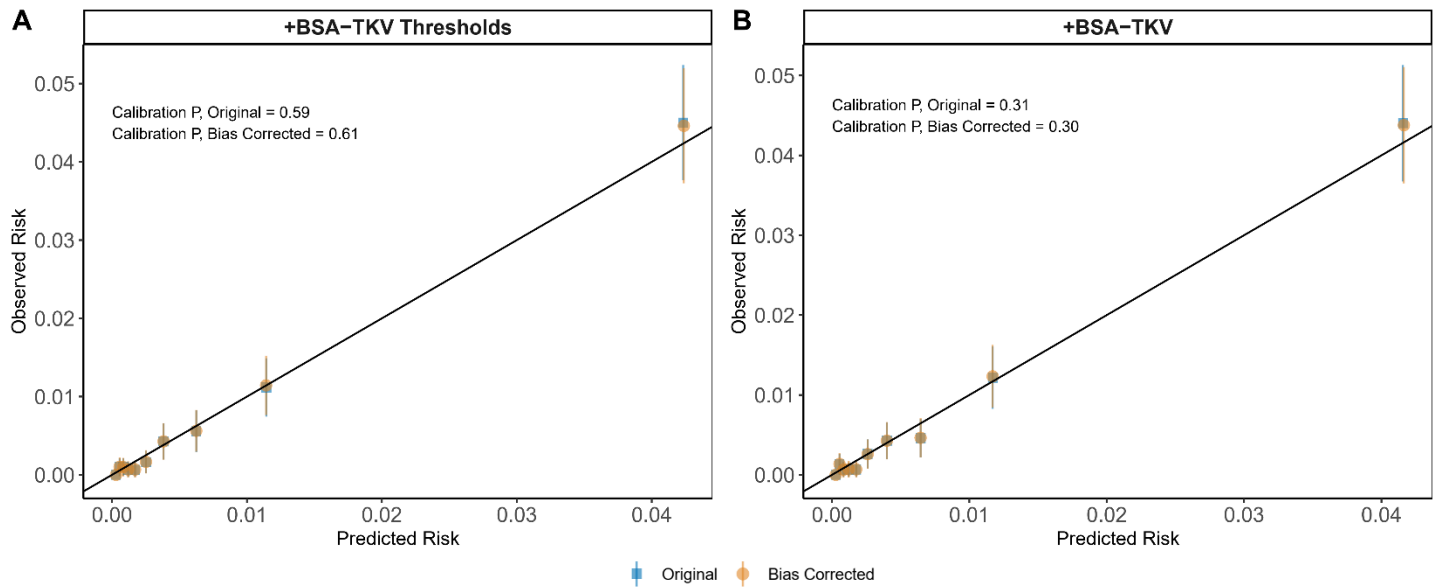 A
+BSA−TKV Thresholds
Calibration P, Original = 0.59
Calibration P, Bias Corrected = 0.61
0.05
0.04
0.03
0.02
0.01
0.00
Observed Risk
0.00 0.01 0.02 0.03 0.04
Predicted Risk
B
+BSA−TKV
Calibration P, Original = 0.31
Calibration P, Bias Corrected = 0.30
0.05
0.04
0.03
0.02
0.01
0.00
Observed Risk
0.00 0.01 0.02 0.03 0.04
Predicted Risk
Original Bias Corrected